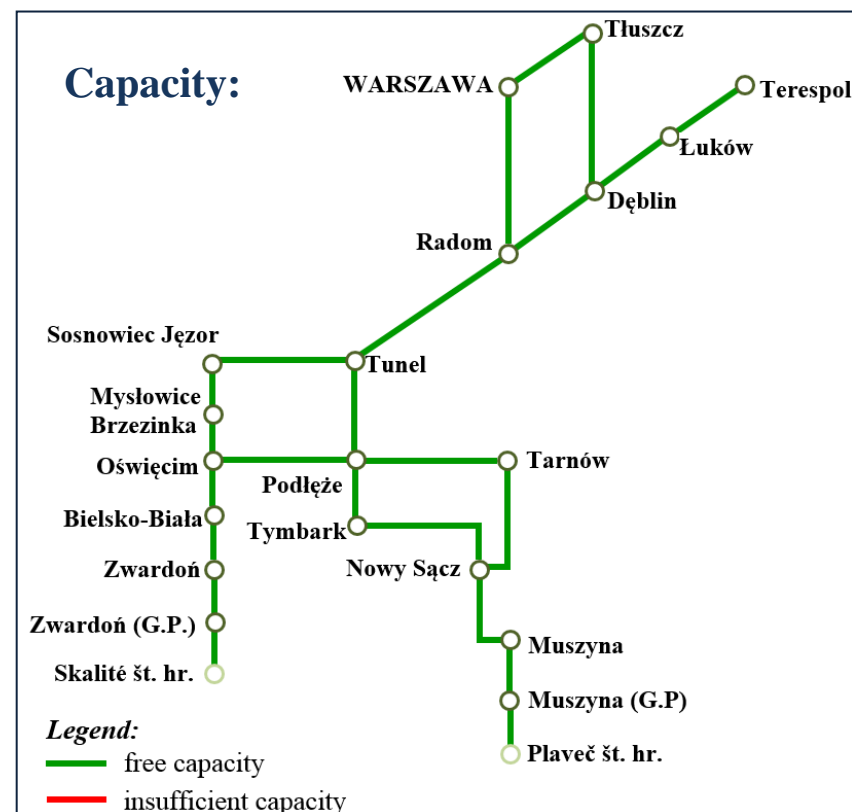 Capacity:
Tłuszcz
WARSZAWA
Terespol
Łuków
Dęblin
Radom
Sosnowiec Jęzor
Tunel
Mysłowice
Brzezinka
Oświęcim
Podłęże
Tarnów
Bielsko-Biała
Tymbark
Zwardoń
Nowy Sącz
Zwardoń (G.P.)
Muszyna
Skalité št. hr.
Muszyna (G.P)
Legend:
Plaveč št. hr.
free capacity
insufficient capacity